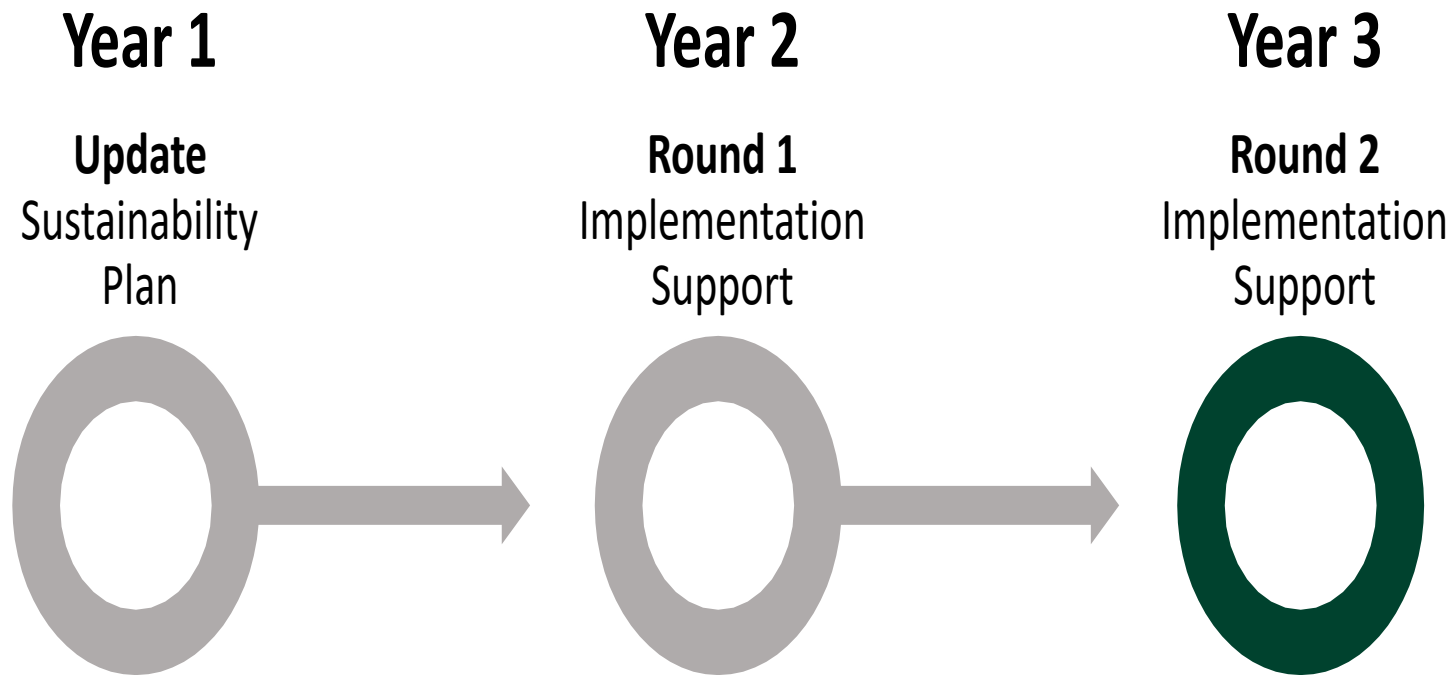 Year 1
Update
Sustainability
Plan
Year 2
Round 1
Implementation
Support
Year 3
Round 2
Implementation
Support